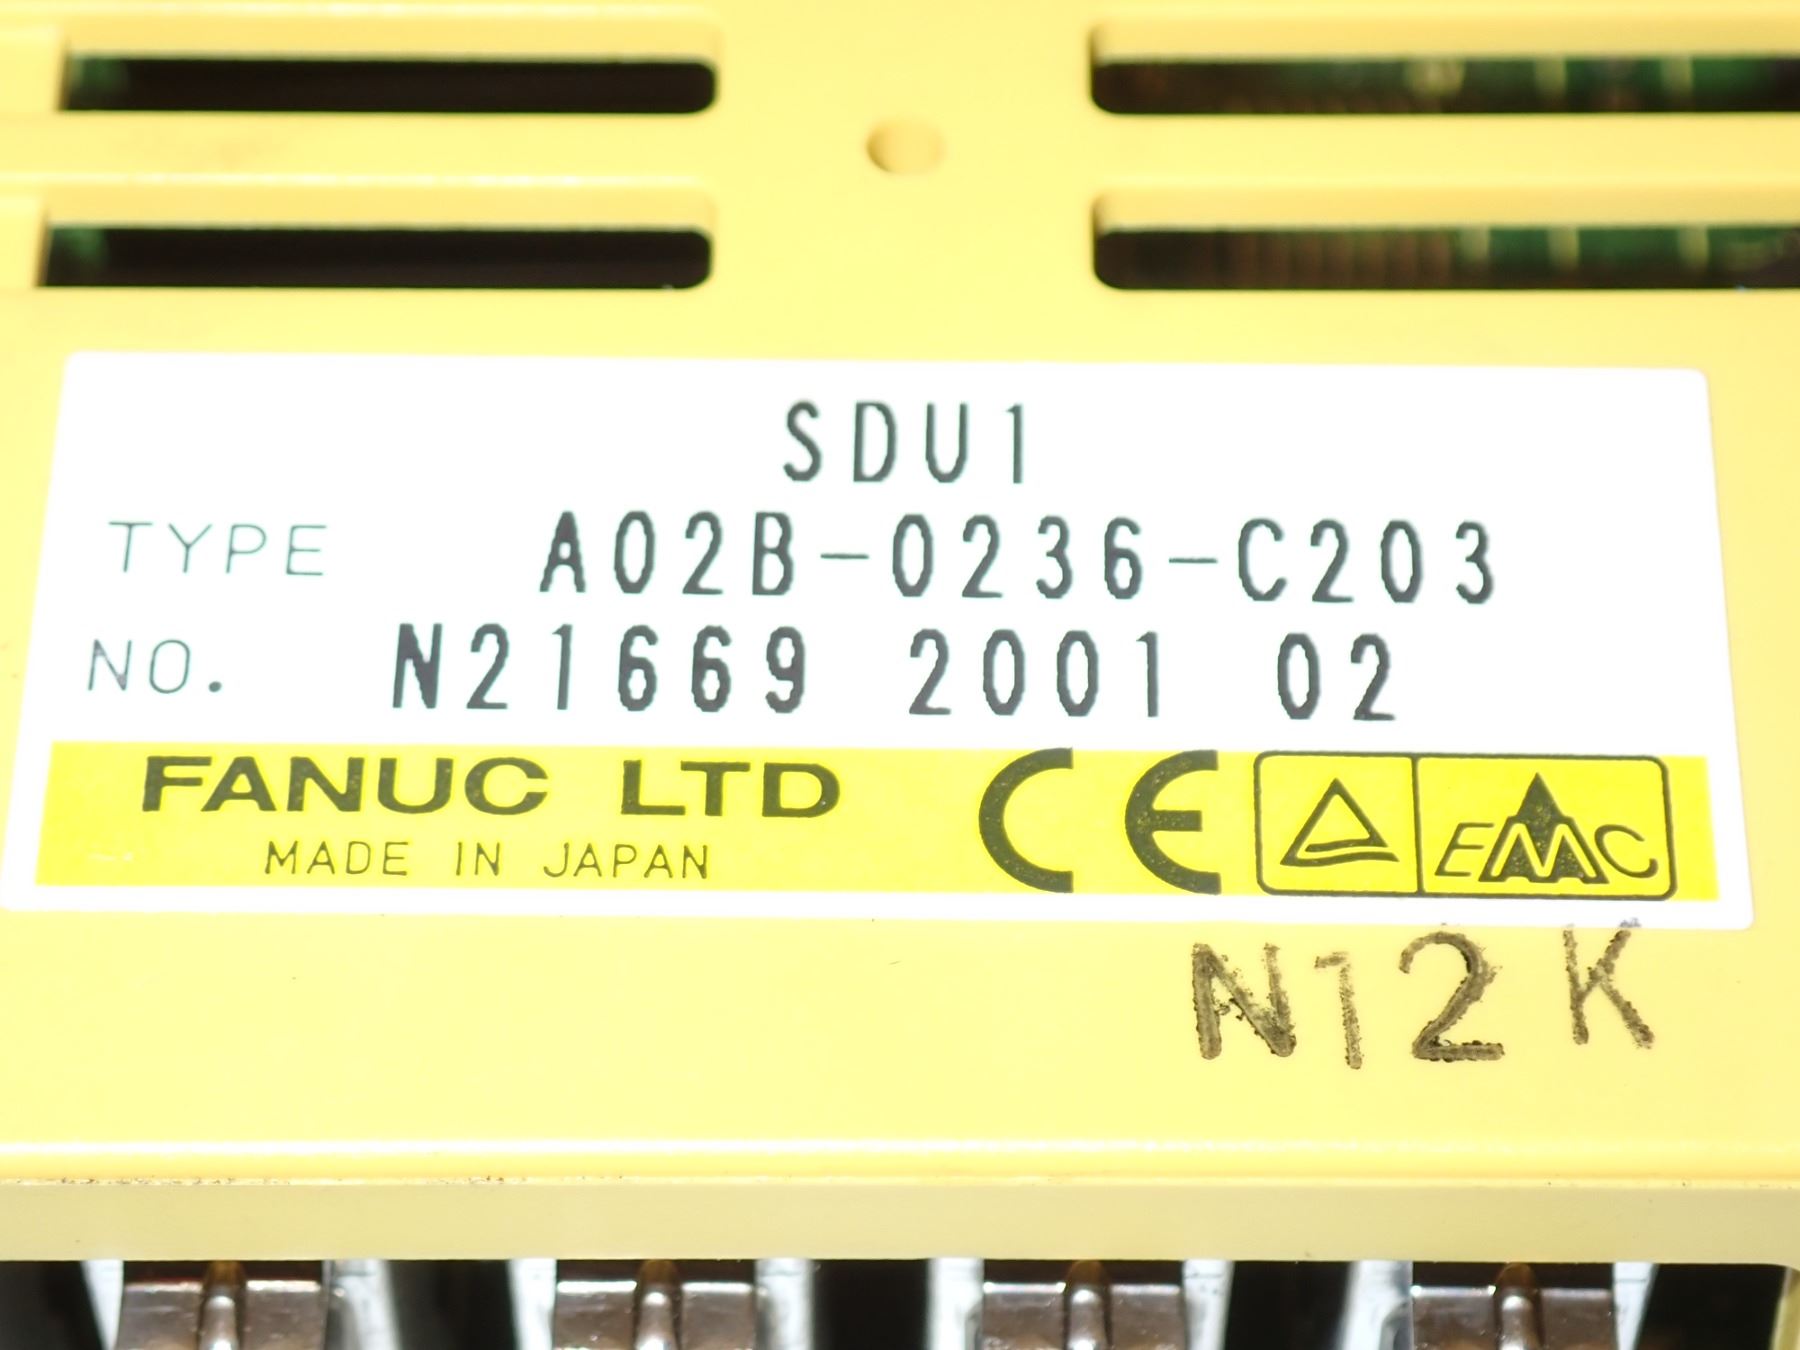 SDU1
TYPE A02B-0236-C203
NO. N21669 2001 02
FANUC LTD CE EMC
MADE IN JAPAN
N12K